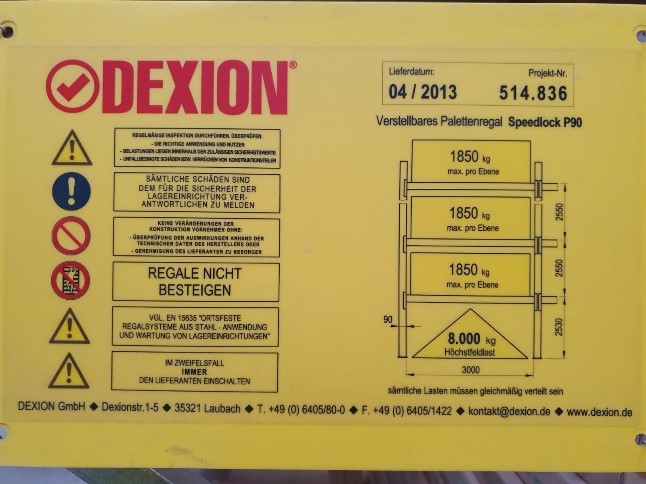 DEXION®
Lieferdatum: Projekt-Nr.
04 / 2013 514.836
Verstellbares Palettenregal Speedlock P90
REGELMÄSIGE INSPEKTION DURCHFÜHREN, ÜBERPRÜFEN:
- DIE RICHTIGE ANWENDUNG UND NUTZEN
- BELASTUNGEN LIEGEN INNERHALB DER ZULÄSSIGEN SICHERHEITSWERTE
- UNFALLBEDINGTE SCHÄDEN BZW. VERRÜCKEN VON KONSTRUKTIONSTEILEN
SÄMTLICHE SCHÄDEN SIND
DEM FÜR DIE SICHERHEIT DER
LAGEREINRICHTUNG VER-
ANTWORTLICHEN ZU MELDEN
KEINE VERÄNDERUNGEN DER
KONSTRUKTION VORNEHMEN OHNE:
- ÜBERPRÜFUNG DER AUSWIRKUNGEN ANHAND DER
TECHNISCHEN DATEN DES HERSTELLERS ODER
- GENEHMIGUNG DES LIEFERANTEN ZU BESORGEN
REGALE NICHT
BESTEIGEN
VGL. EN 15635 "ORTSFESTE
REGALSYSTEME AUS STAHL - ANWENDUNG
UND WARTUNG VON LAGEREINRICHTUNGEN"
IM ZWEIFELSFALL
IMMER
DEN LIEFERANTEN EINSCHALTEN
1850 kg
max. pro Ebene
2550
1850 kg
max. pro Ebene
2550
1850 kg
max. pro Ebene
90
2530
8.000 kg
Höchstfeldlast
3000
sämtliche Lasten müssen gleichmäßig verteilt sein
DEXION GmbH ◆ Dexionstr.1-5 ◆ 35321 Laubach ◆ T. +49 (0) 6405/80-0 ◆ F. +49 (0) 6405/1422 ◆ kontakt@dexion.de ◆ www.dexion.de